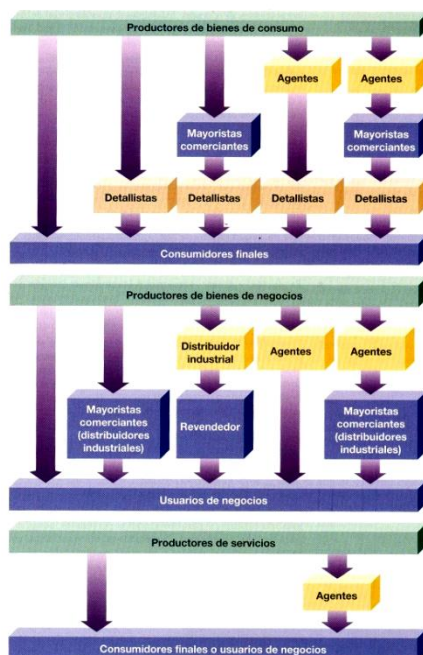 Productores de bienes de consumo
Agentes
Agentes
Mayoristas
comerciantes
Mayoristas
comerciantes
Detallistas
Detallistas
Detallistas
Detallistas
Consumidores finales
Productores de bienes de negocios
Distribuidor
industrial
Agentes
Agentes
Mayoristas
comerciantes
(distribuidores
industriales)
Revendedor
Mayoristas
comerciantes
(distribuidores
industriales)
Usuarios de negocios
Productores de servicios
Agentes
Consumidores finales o usuarios de negocios